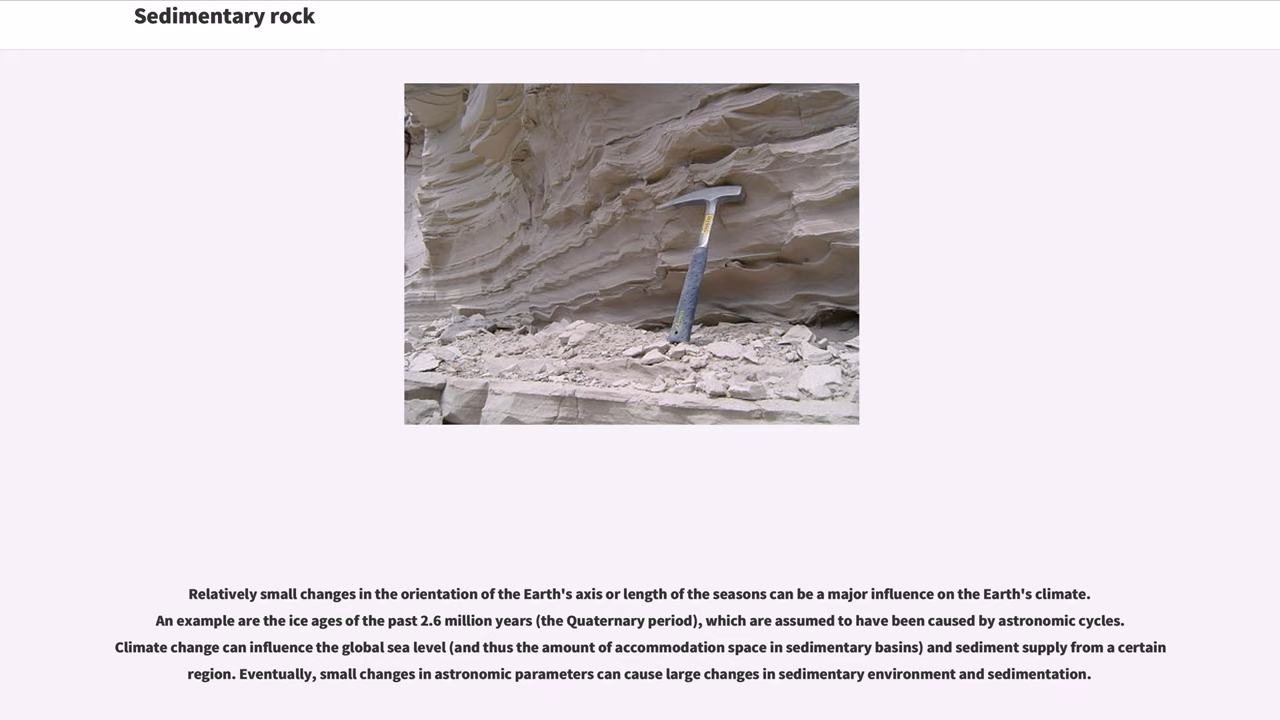 Sedimentary rock
Relatively small changes in the orientation of the Earth's axis or length of the seasons can be a major influence on the Earth's climate.
An example are the ice ages of the past 2.6 million years (the Quaternary period), which are assumed to have been caused by astronomic cycles.
Climate change can influence the global sea level (and thus the amount of accommodation space in sedimentary basins) and sediment supply from a certain
region. Eventually, small changes in astronomic parameters can cause large changes in sedimentary environment and sedimentation.